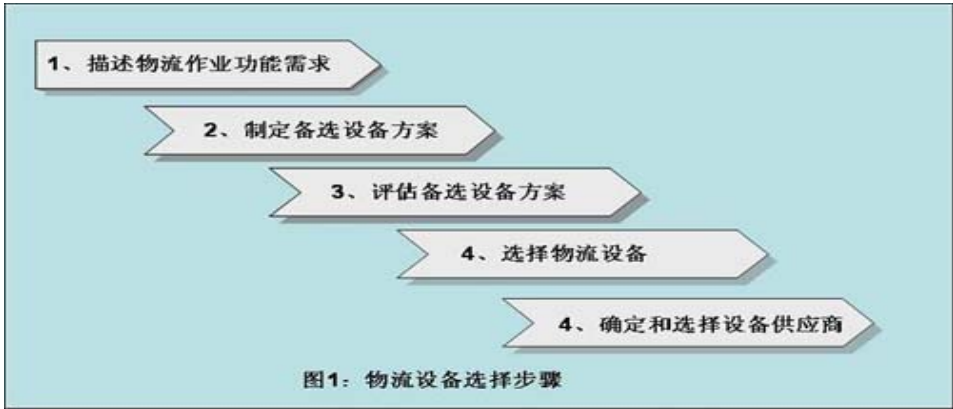 1、描述物流作业功能需求
2、制定备选设备方案
3、评估备选设备方案
4、选择物流设备
4、确定和选择设备供应商
图1：物流设备选择步骤